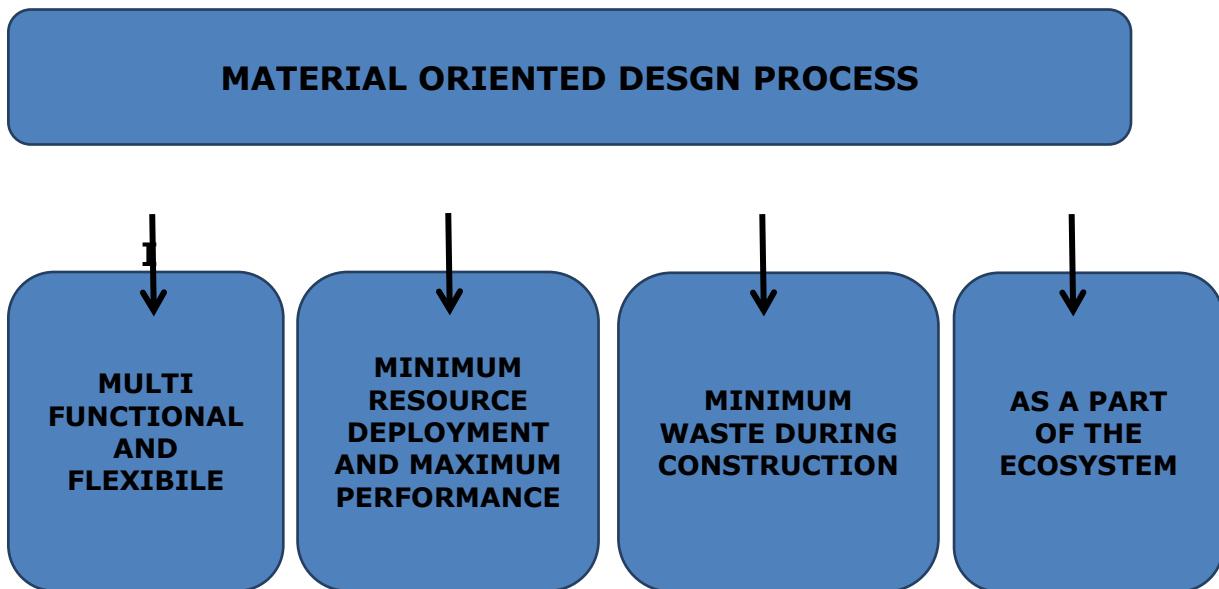 MATERIAL ORIENTED DESGN PROCESS
I
MULTI
FUNCTIONAL
AND
FLEXIBILE
MINIMUM
RESOURCE
DEPLOYMENT
AND MAXIMUM
PERFORMANCE
MINIMUM
WASTE DURING
CONSTRUCTION
AS A PART
OF THE
ECOSYSTEM